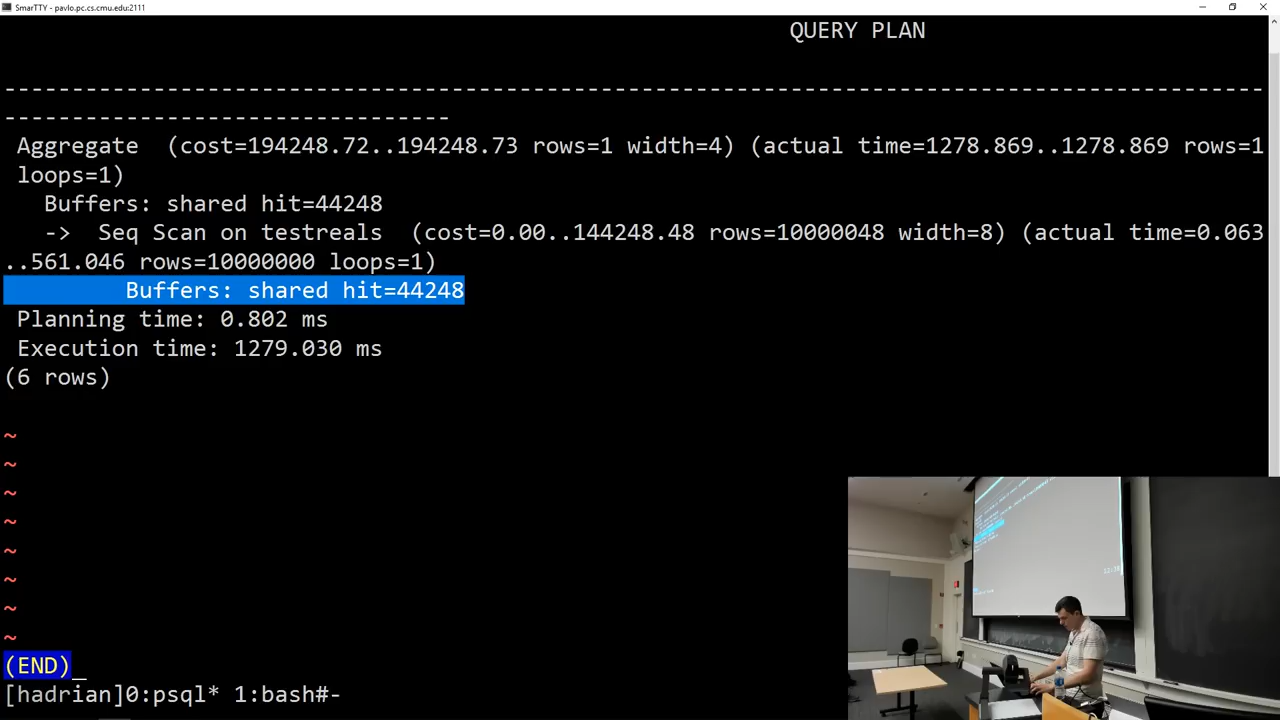 SmarTTY - pavlo.pc.cs.cmu.edu:2111
QUERY PLAN
---------------------------------------------------------------------------------------------
---------------------------------
Aggregate  (cost=194248.72..194248.73 rows=1 width=4) (actual time=1278.869..1278.869 rows=1
loops=1)
Buffers: shared hit=44248
->  Seq Scan on testreals  (cost=0.00..144248.48 rows=10000048 width=8) (actual time=0.063
..561.046 rows=10000000 loops=1)
Buffers: shared hit=44248
Planning time: 0.802 ms
Execution time: 1279.030 ms
(6 rows)
~
~
~
~
~
~
~
~
(END)_
[hadrian]0:psql* 1:bash#-